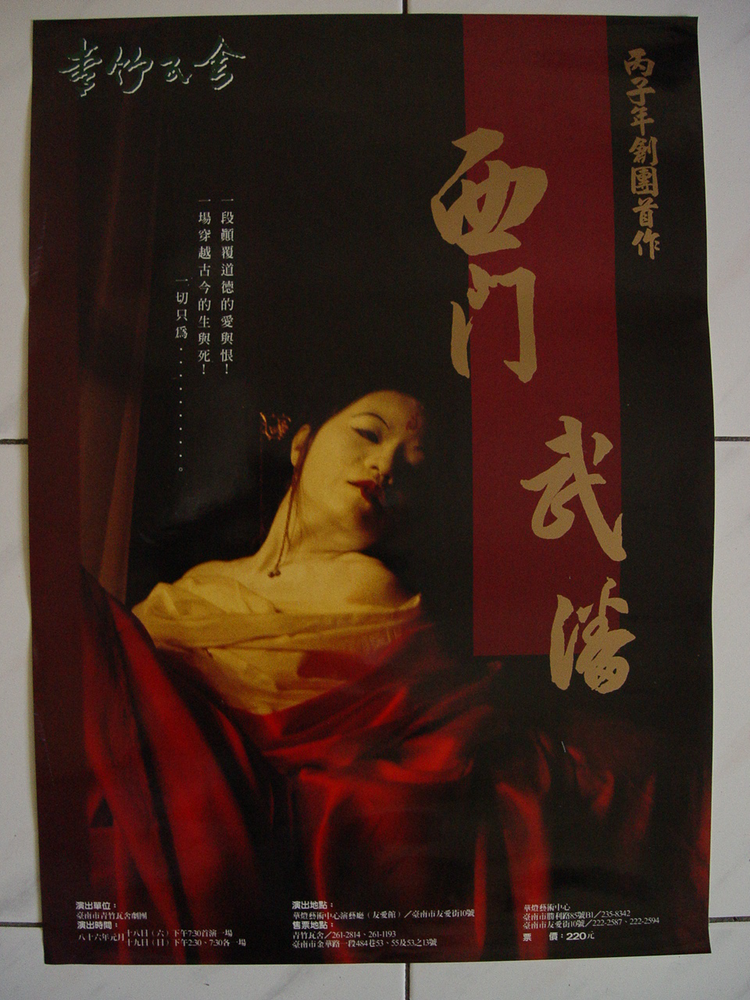 青竹瓦舍
丙子年創團首作
西門
武潘
一段顛覆道德的愛與恨！
一場穿越古今的生與死！
一切只為．．．．．．．．．．。
演出單位：
臺南市青竹瓦舍劇團
演出時間：
八十六年元月十八日（六）下午7:30首演一場
十九日（日）下午2:30、7:30各一場
演出地點：
華燈藝術中心演藝廳（友愛館）／臺南市友愛街10號
售票地點：
青竹瓦舍／261-2814、261-1193
臺南市金華路一段484巷53、55及53之13號
華燈藝術中心
臺南市勝利路85號B1／235-8342
臺南市友愛街10號／222-2587、222-2594
票　價：220元